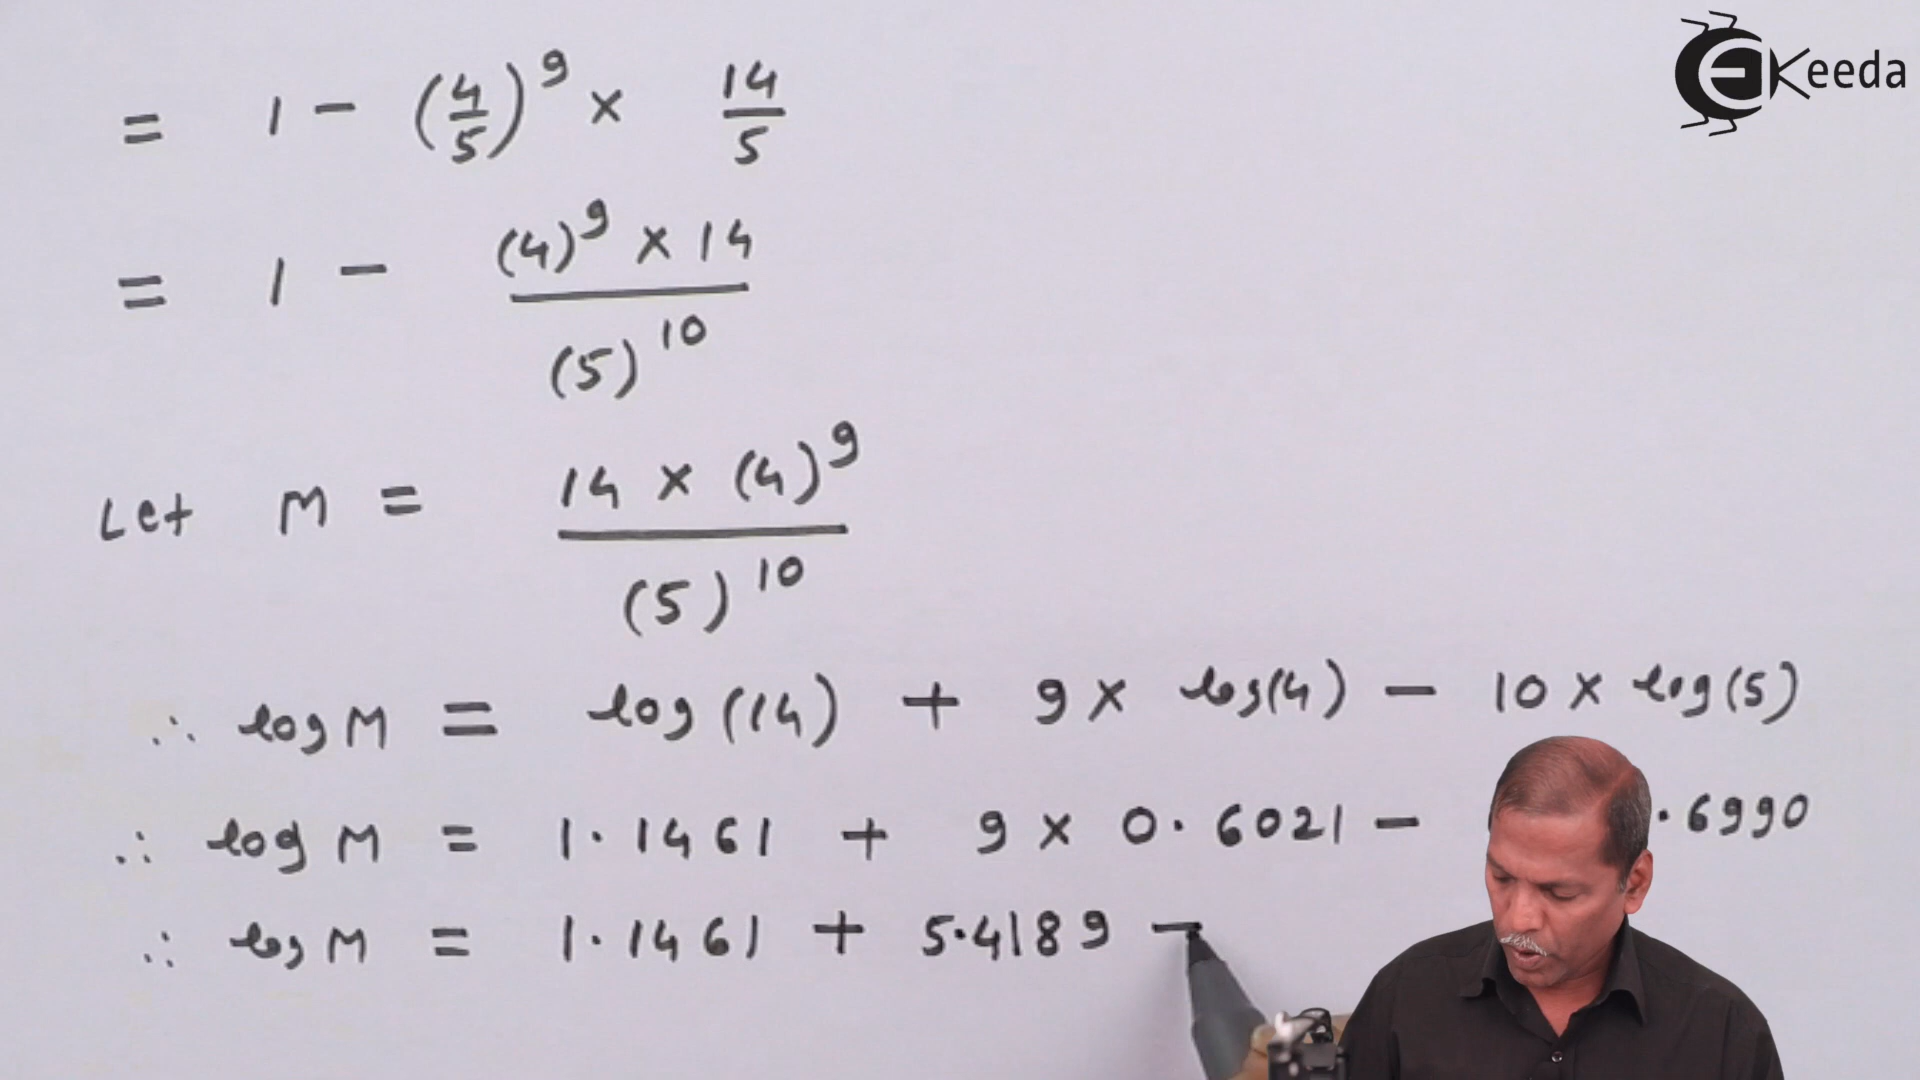 Keeda
= 1 - (4/5)^9 × 14/5
= 1 - (4)^9 × 14 / (5)^10
Let M = 14 × (4)^9 / (5)^10
∴ log M = log (14) + 9 × log(4) - 10 × log(5)
∴ log M = 1.1461 + 9 × 0.6021 - .6990
∴ log M = 1.1461 + 5.4189 -